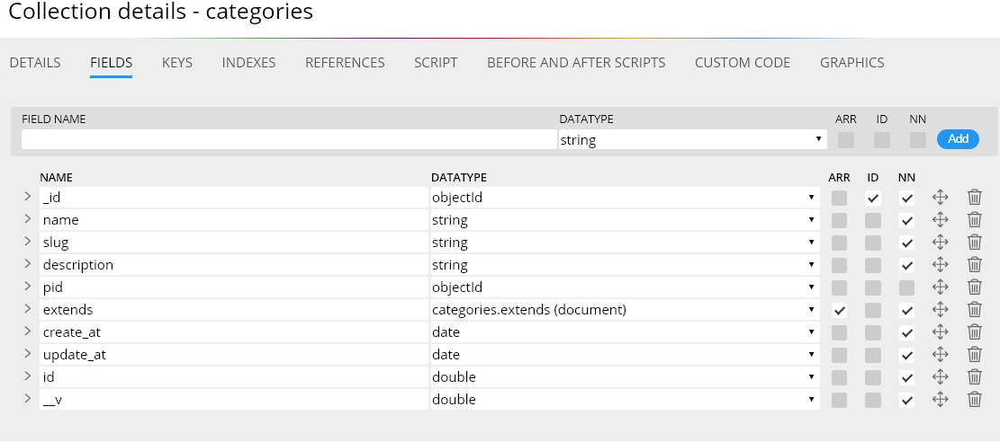 Collection details - categories
DETAILS FIELDS KEYS INDEXES REFERENCES SCRIPT BEFORE AND AFTER SCRIPTS CUSTOM CODE GRAPHICS
FIELD NAME DATATYPE ARR ID NN
string Add
NAME DATATYPE ARR ID NN
_id objectId
name string
slug string
description string
pid objectId
extends categories.extends (document)
create_at date
update_at date
id double
__v double